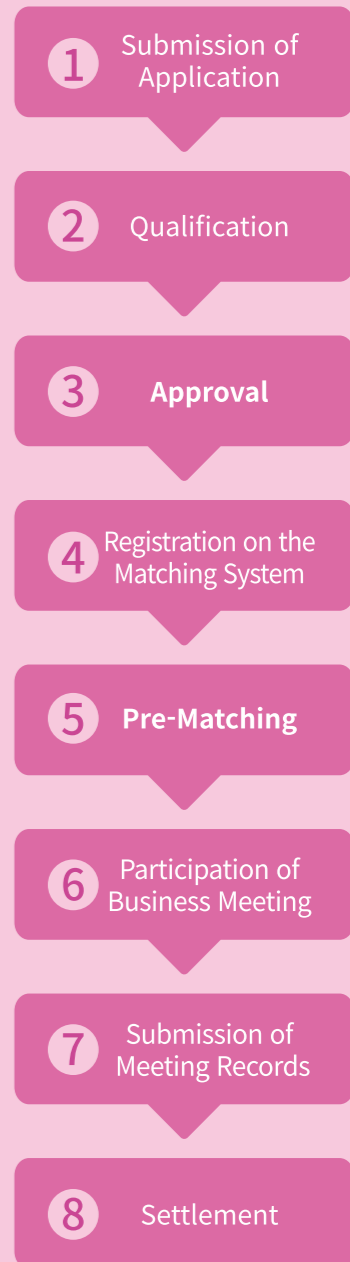 1 Submission of
Application
2 Qualification
3 Approval
4 Registration on the
Matching System
5 Pre-Matching
6 Participation of
Business Meeting
7 Submission of
Meeting Records
8 Settlement